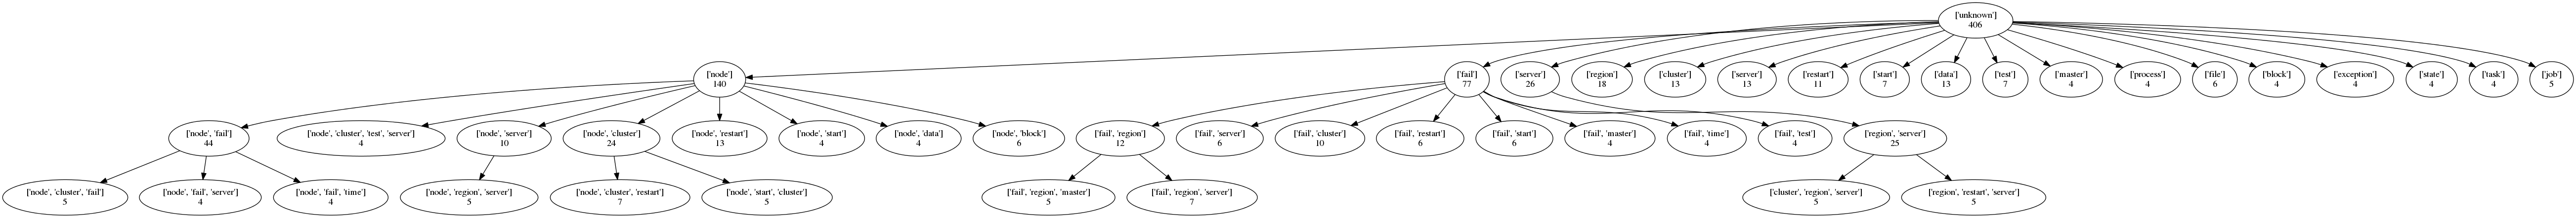 ['unknown']
406
['node']
140
['fail']
77
['server']
26
['region']
18
['cluster']
13
['server']
13
['restart']
11
['start']
7
['data']
13
['test']
7
['master']
4
['process']
4
['file']
6
['block']
4
['exception']
4
['state']
4
['task']
4
['job']
5
['node', 'fail']
44
['node', 'cluster', 'test', 'server']
4
['node', 'server']
10
['node', 'cluster']
24
['node', 'restart']
13
['node', 'start']
4
['node', 'data']
4
['node', 'block']
6
['fail', 'region']
12
['fail', 'server']
6
['fail', 'cluster']
10
['fail', 'restart']
6
['fail', 'start']
6
['fail', 'master']
4
['fail', 'time']
4
['fail', 'test']
4
['region', 'server']
25
['node', 'cluster', 'fail']
5
['node', 'fail', 'server']
4
['node', 'fail', 'time']
4
['node', 'region', 'server']
5
['node', 'cluster', 'restart']
7
['node', 'start', 'cluster']
5
['fail', 'region', 'master']
5
['fail', 'region', 'server']
7
['cluster', 'region', 'server']
5
['region', 'restart', 'server']
5